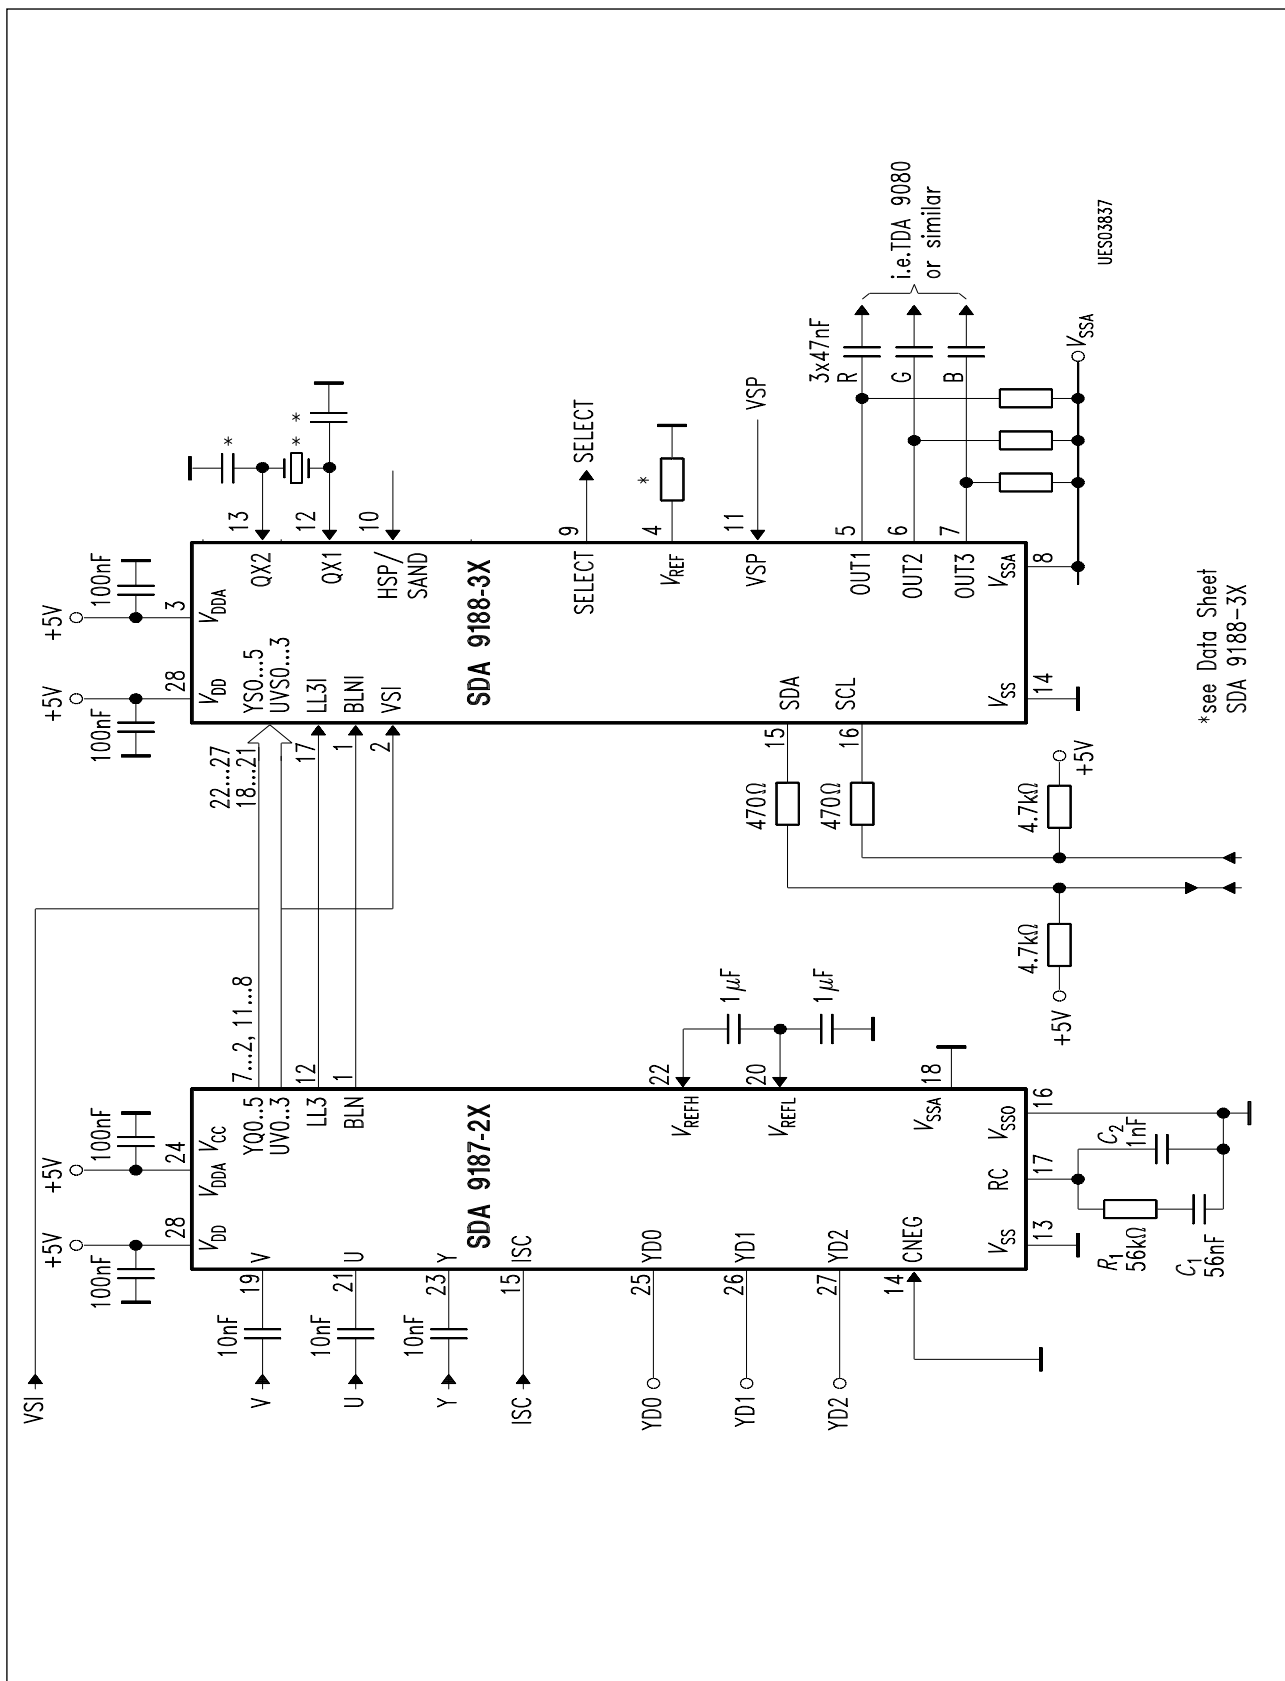 VSI
V
10nF
19
V
U
10nF
21
U
Y
10nF
23
Y
ISC
15
ISC
YD0
25
YD0
YD1
26
YD1
YD2
27
YD2
14
CNEG
+5V
100nF
28
VDD
+5V
100nF
24
VDDA
VCC
SDA 9187-2X
YQ0..5
UV0..3
7...2, 11...8
LL3
12
BLN
1
VREFH
22
1µF
VREFL
20
1µF
VSSA
18
VSS
13
RC
17
VSSO
16
R1
56kΩ
C1
56nF
C2
1nF
22...27
18...21
YS0...5
UVS0...3
17
LL3I
1
BLNI
2
VSI
+5V
100nF
28
VDD
+5V
100nF
3
VDDA
SDA 9188-3X
QX2
13
*
*
QX1
12
*
HSP/
SAND
10
SELECT
9
SELECT
VREF
4
*
VSP
11
VSP
OUT1
5
R
3x47nF
OUT2
6
G
OUT3
7
B
i.e.TDA 9080
or similar
VSSA
8
VSSA
VSS
14
SDA
15
470Ω
SCL
16
470Ω
+5V
4.7kΩ
4.7kΩ
+5V
*see Data Sheet
SDA 9188-3X
UES03837